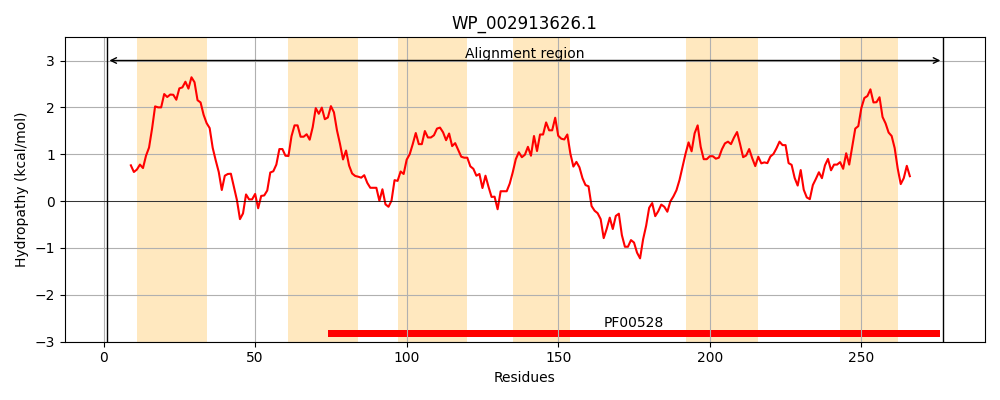 WP_002913626.1
Hydropathy (kcal/mol)
3
2
1
0
−1
−2
−3
Alignment region
PF00528
0 50 100 150 200 250
Residues